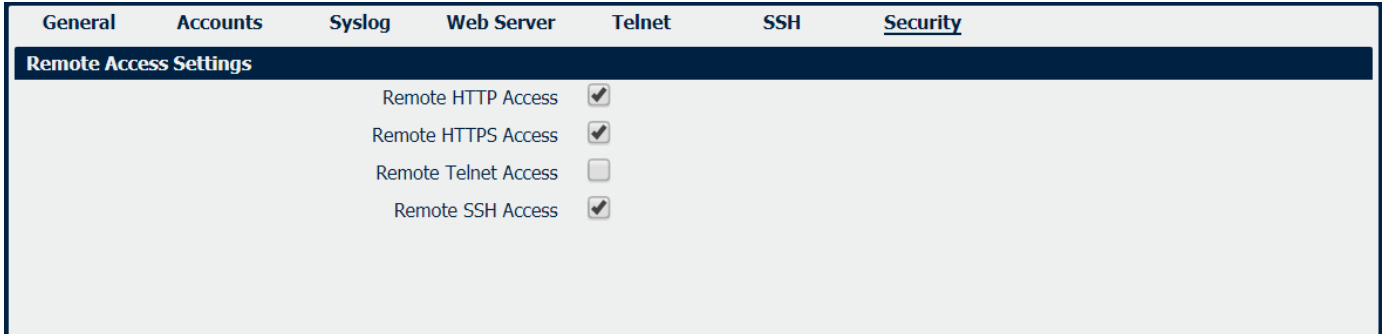 General Accounts Syslog Web Server Telnet SSH Security
Remote Access Settings
Remote HTTP Access
Remote HTTPS Access
Remote Telnet Access
Remote SSH Access